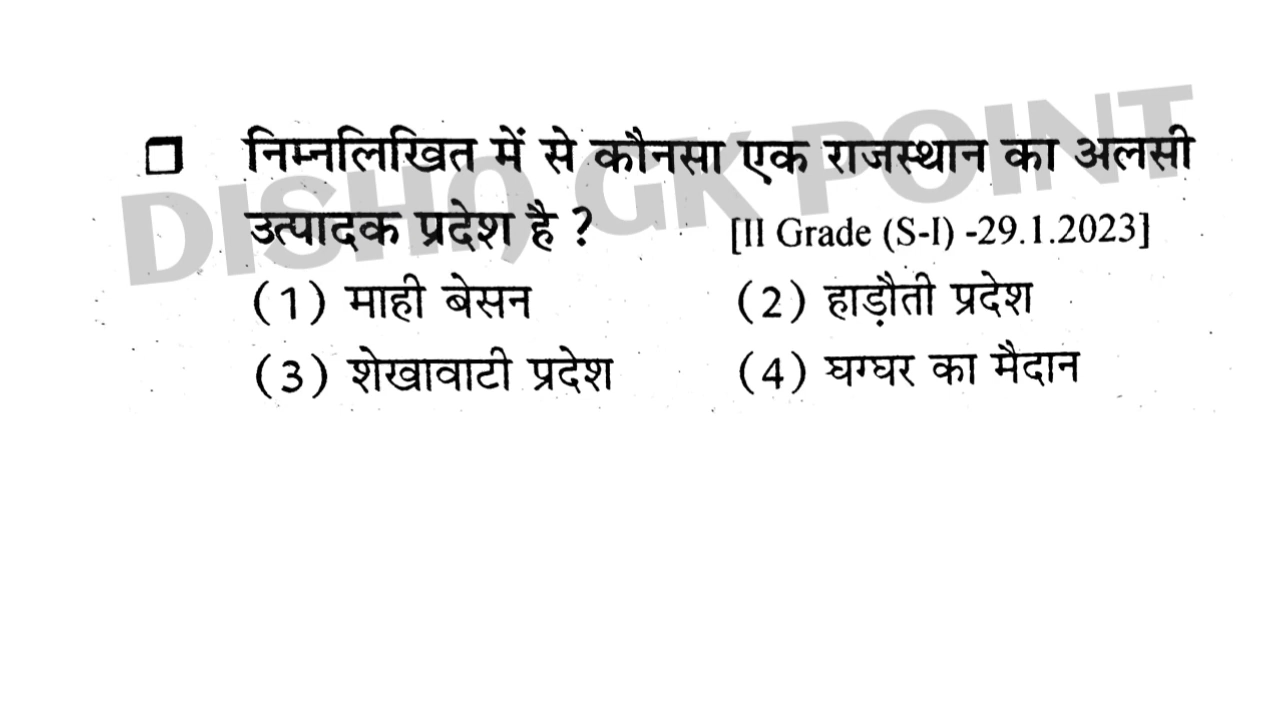 निम्नलिखित में से कौनसा एक राजस्थान का अलसी
उत्पादक प्रदेश है ? [II Grade (S-I) -29.1.2023]
(1) माही बेसन (2) हाड़ौती प्रदेश
(3) शेखावाटी प्रदेश (4) घग्घर का मैदान
DISHQ GK POINT